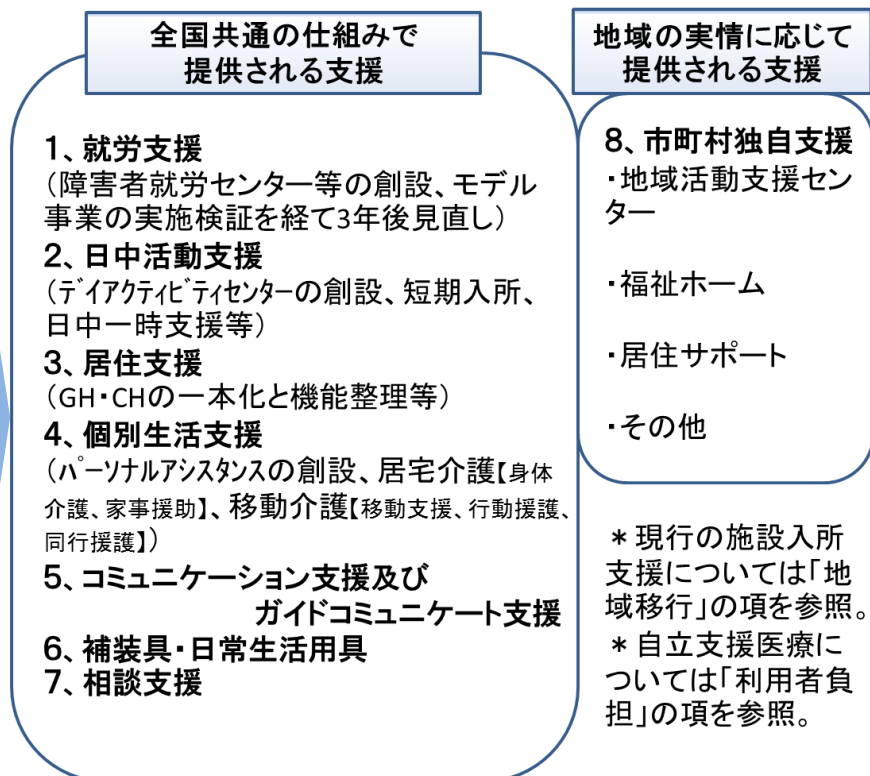 全国共通の仕組みで
提供される支援
1、就労支援
（障害者就労センター等の創設、モデル
事業の実施検証を経て3年後見直し）
2、日中活動支援
（ﾃﾞｲｱｸﾃｨﾋﾞﾃｨｾﾝﾀｰの創設、短期入所、
日中一時支援等）
3、居住支援
（GH・CHの一本化と機能整理等）
4、個別生活支援
（ﾊﾟｰｿﾅﾙｱｼｽﾀﾝｽの創設、居宅介護【身体
介護、家事援助】、移動介護【移動支援、行動援護、
同行援護】）
5、コミュニケーション支援及び
ガイドコミュニケート支援
6、補装具・日常生活用具
7、相談支援
地域の実情に応じて
提供される支援
8、市町村独自支援
・地域活動支援セン
ター
・福祉ホーム
・居住サポート
・その他
＊現行の施設入所
支援については「地
域移行」の項を参照。
＊自立支援医療に
ついては「利用者負
担」の項を参照。